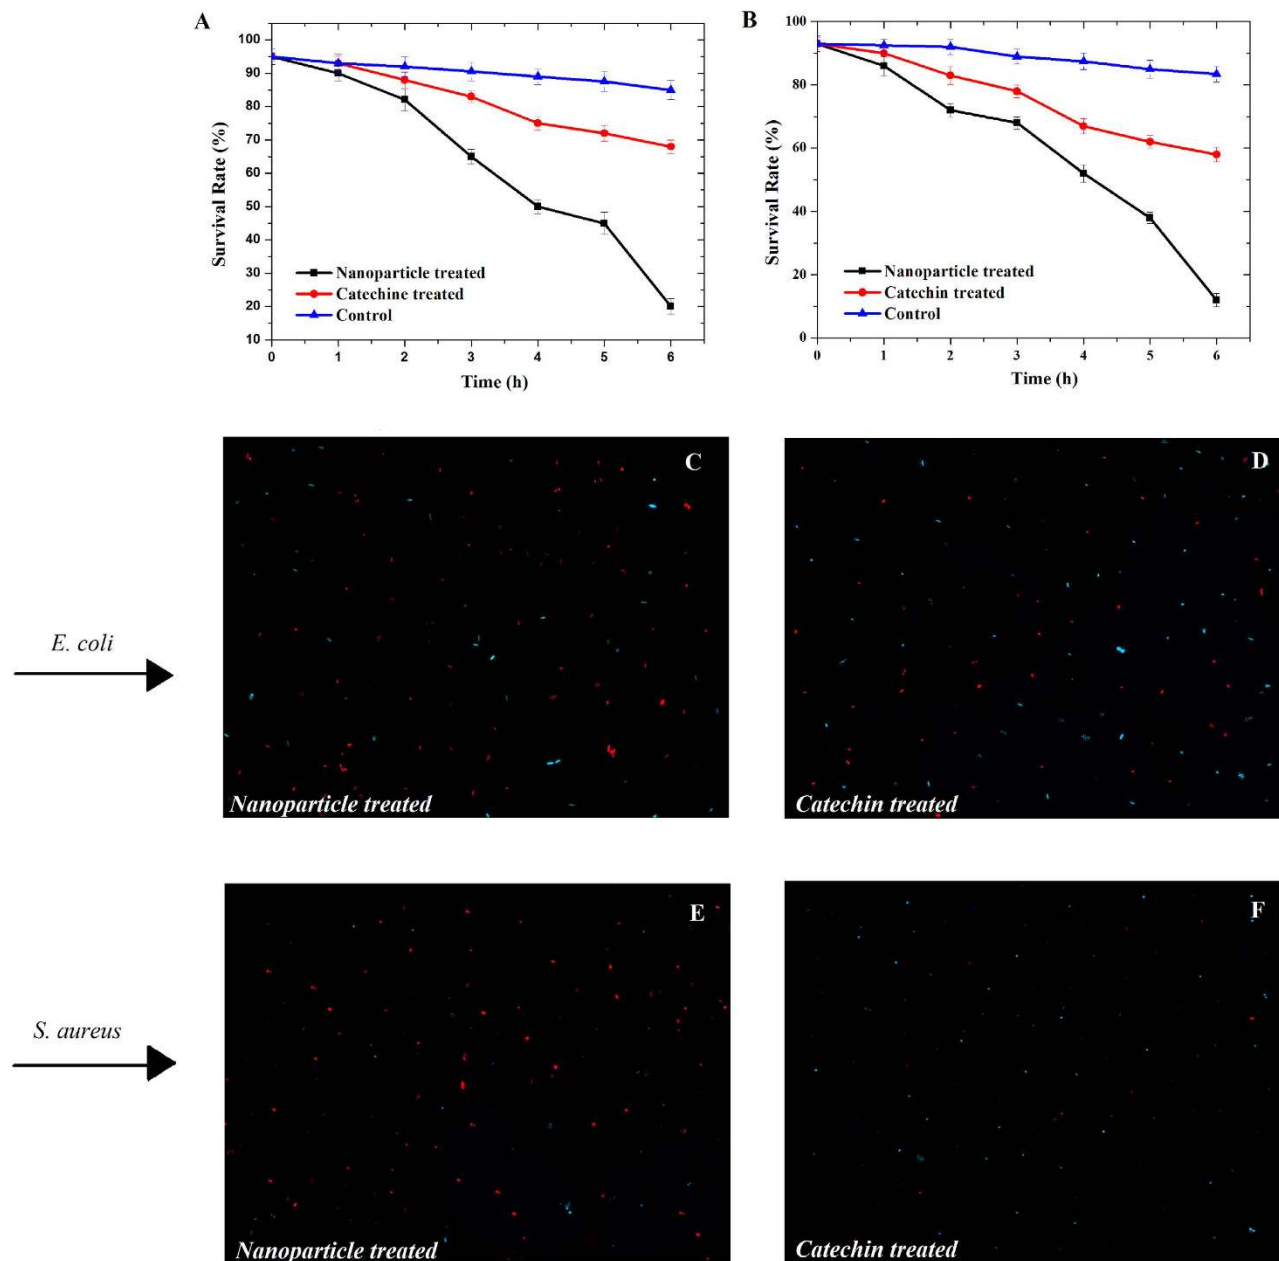 A
100
95
90
80
70
60
50
40
30
20
10
0
1
2
3
4
5
6
Survival Rate (%)
Time (h)
Nanoparticle treated
Catechine treated
Control
B
100
80
60
40
20
0
0
1
2
3
4
5
6
Survival Rate (%)
Time (h)
Nanoparticle treated
Catechin treated
Control
E. coli
C
Nanoparticle treated
D
Catechin treated
S. aureus
E
Nanoparticle treated
F
Catechin treated